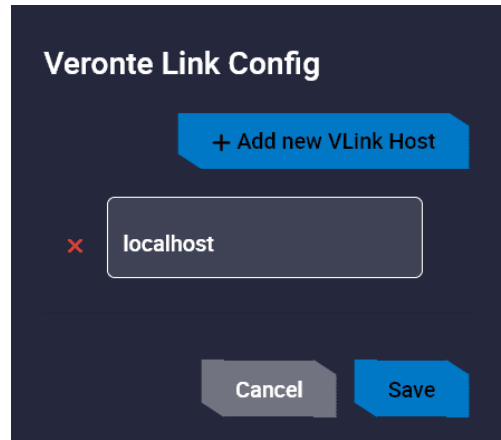 Veronte Link Config
+ Add new VLink Host
× localhost
Cancel Save